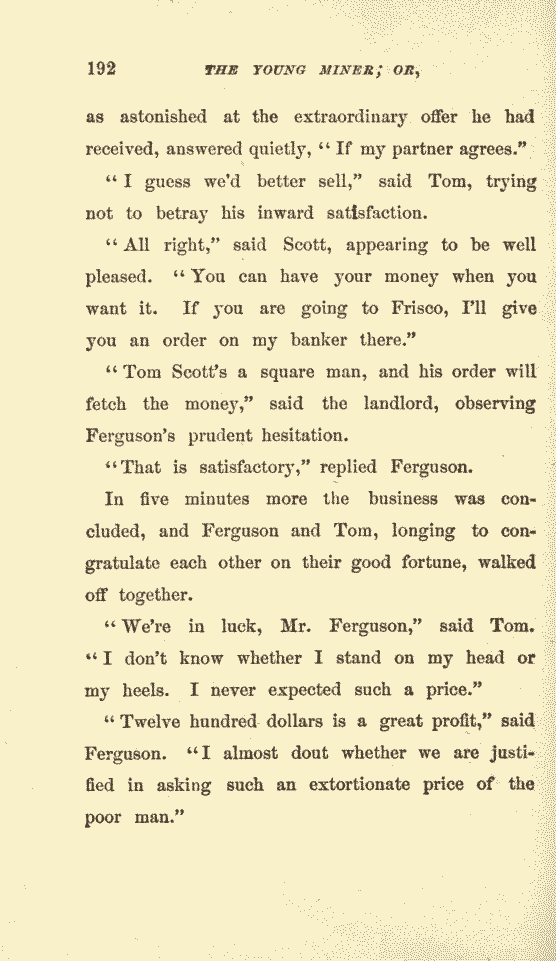 192 THE YOUNG MINER; OR,
as astonished at the extraordinary offer he had
received, answered quietly, “ If my partner agrees.”
“ I guess we’d better sell,” said Tom, trying
not to betray his inward satisfaction.
“ All right,” said Scott, appearing to be well
pleased. “ You can have your money when you
want it. If you are going to Frisco, I’ll give
you an order on my banker there.”
“ Tom Scott’s a square man, and his order will
fetch the money,” said the landlord, observing
Ferguson’s prudent hesitation.
“ That is satisfactory,” replied Ferguson.
In five minutes more the business was con-
cluded, and Ferguson and Tom, longing to con-
gratulate each other on their good fortune, walked
off together.
“ We’re in luck, Mr. Ferguson,” said Tom.
“ I don’t know whether I stand on my head or
my heels. I never expected such a price.”
“ Twelve hundred dollars is a great profit,” said
Ferguson. “ I almost dout whether we are justi-
fied in asking such an extortionate price of the
poor man.”